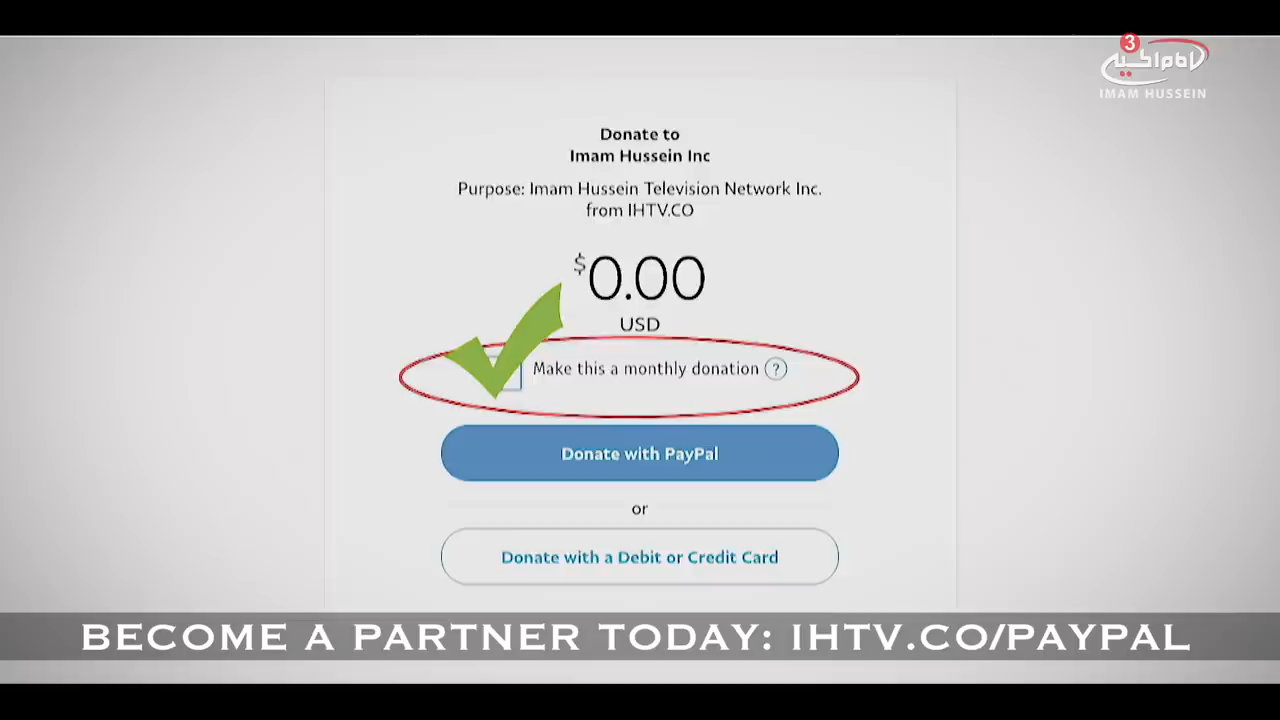 3
IMAM HUSSEIN
Donate to
Imam Hussein Inc
Purpose: Imam Hussein Television Network Inc.
from IHTV.CO
$0.00
USD
Make this a monthly donation ?
Donate with PayPal
or
Donate with a Debit or Credit Card
BECOME A PARTNER TODAY: IHTV.CO/PAYPAL